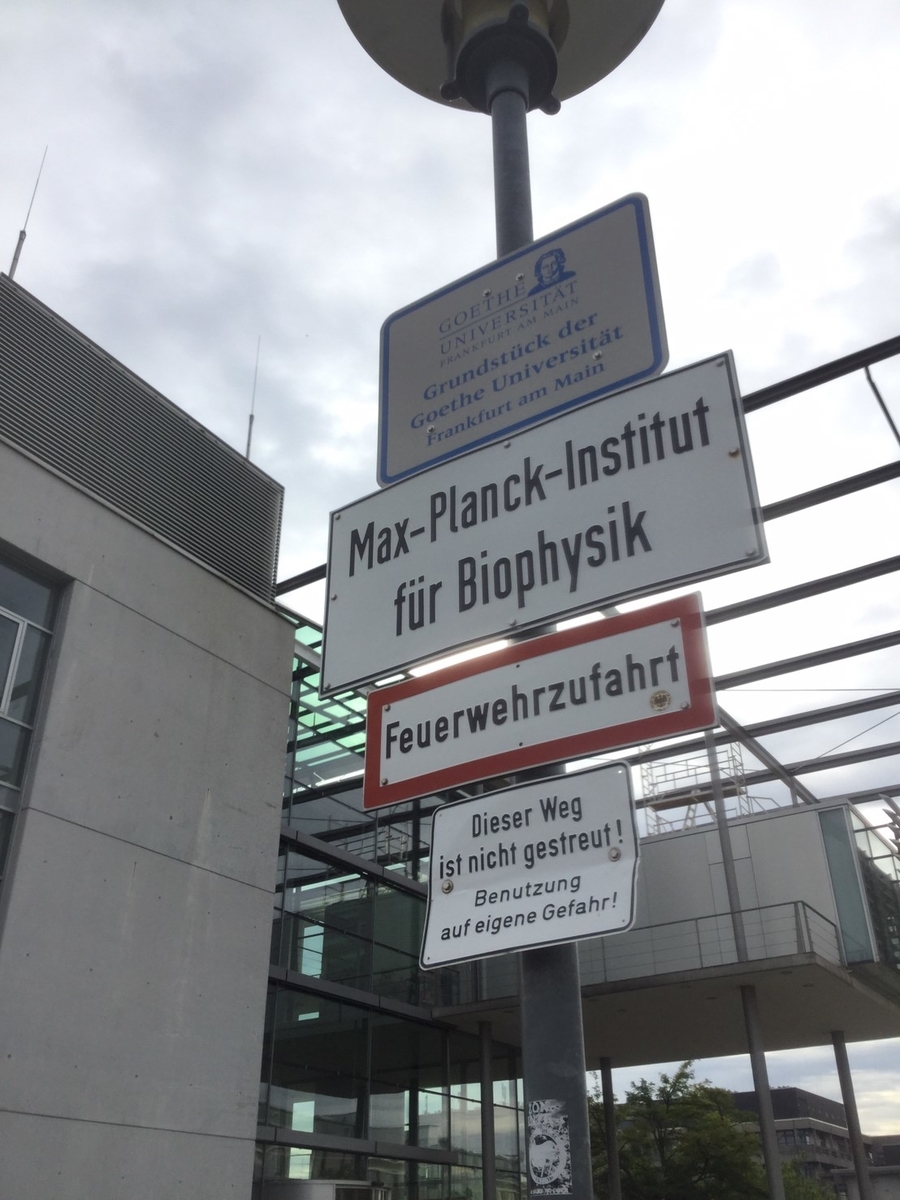 GOETHE
UNIVERSITÄT
FRANKFURT AM MAIN
Grundstück der
Goethe Universität
Frankfurt am Main
Max-Planck-Institut
für Biophysik
Feuerwehrzufahrt
Dieser Weg
ist nicht gestreut!
Benutzung
auf eigene Gefahr!